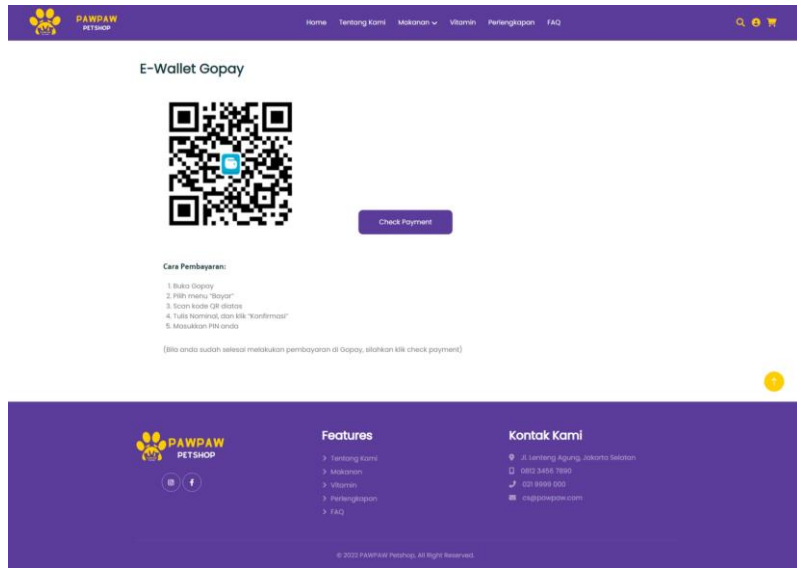 PAWPAW
PETSHOP
Home Tentang Kami Makanan Vitamin Perlengkapan FAQ
E-Wallet Gopay
Check Payment
Cara Pembayaran:
1. Buka Gopay
2. Pilih menu "Bayar"
3. Scan kode QR diatas
4. Tulis Nominal, dan klik "Konfirmasi"
5. Masukkan PIN anda
(Bila anda sudah selesai melakukan pembayaran di Gopay, silahkan klik check payment)
PAWPAW
PETSHOP
Features
Tentang Kami
Makanan
Vitamin
Perlengkapan
FAQ
Kontak Kami
Jl. Lenteng Agung, Jakarta Selatan
0812 3456 7890
021 9999 000
cs@pawpaw.com
© 2022 PAWPAW Petshop, All Right Reserved.